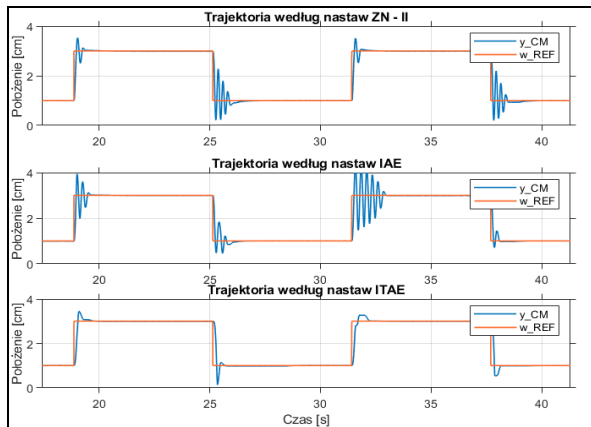 Trajektoria według nastaw ZN - II
Położenie [cm]
4
2
0
y_CM
w_REF
20 25 30 35 40
Trajektoria według nastaw IAE
Położenie [cm]
4
2
0
y_CM
w_REF
20 25 30 35 40
Trajektoria według nastaw ITAE
Położenie [cm]
4
2
0
y_CM
w_REF
20 25 30 35 40
Czas [s]